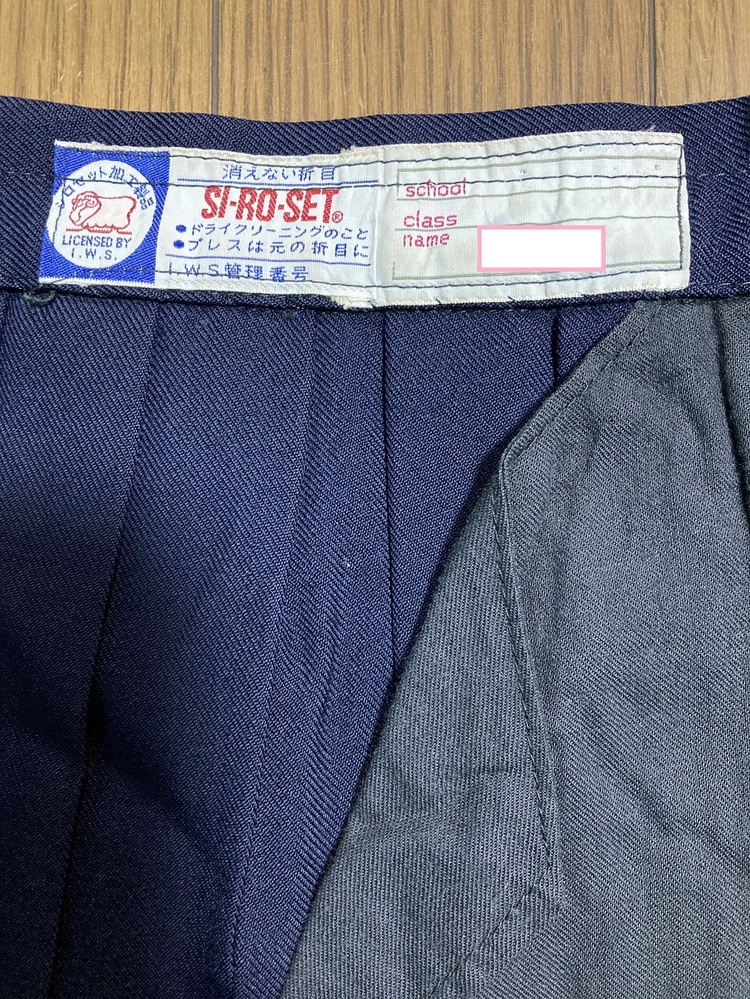 シロセット加工製品
LICENSED BY
I.W.S.
消えない折目
SI-RO-SET®
●ドライクリーニングのこと
●プレスは元の折目に
I.W.S.管理番号
school
class
name